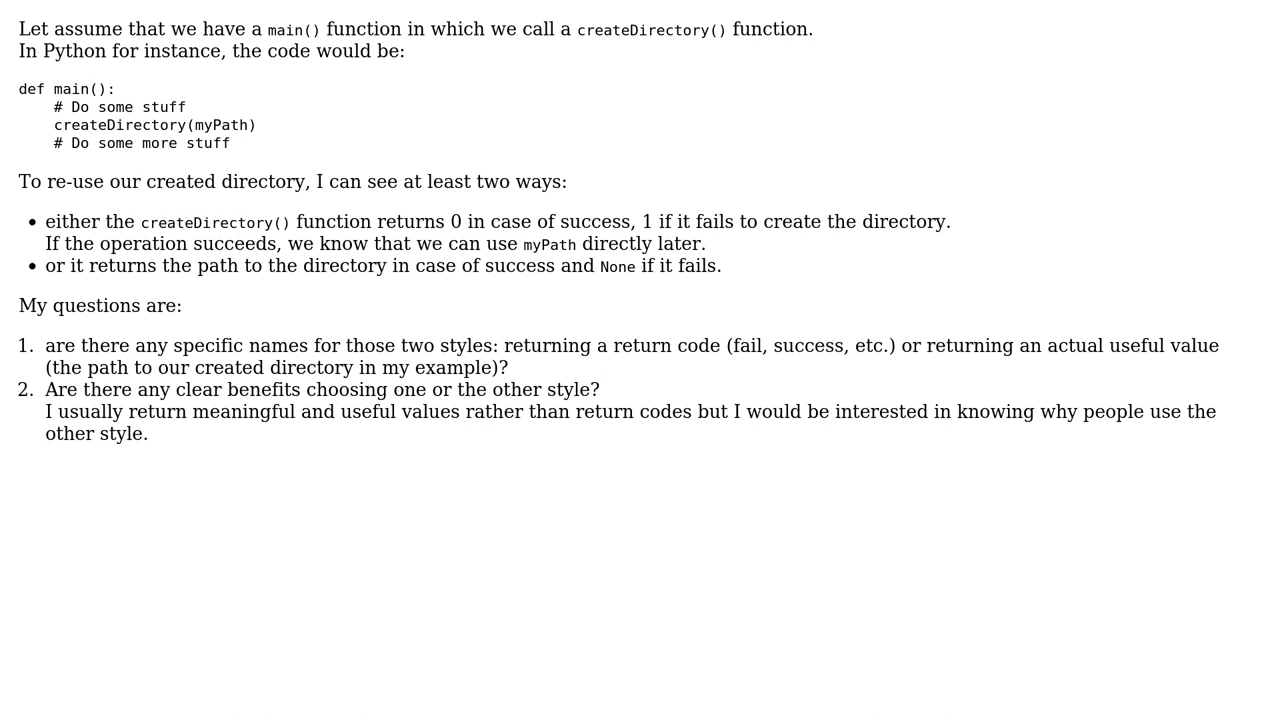 Let assume that we have a main() function in which we call a createDirectory() function.
In Python for instance, the code would be:
def main():
    # Do some stuff
    createDirectory(myPath)
    # Do some more stuff
To re-use our created directory, I can see at least two ways:
• either the createDirectory() function returns 0 in case of success, 1 if it fails to create the directory.
If the operation succeeds, we know that we can use myPath directly later.
• or it returns the path to the directory in case of success and None if it fails.
My questions are:
1. are there any specific names for those two styles: returning a return code (fail, success, etc.) or returning an actual useful value
(the path to our created directory in my example)?
2. Are there any clear benefits choosing one or the other style?
I usually return meaningful and useful values rather than return codes but I would be interested in knowing why people use the
other style.